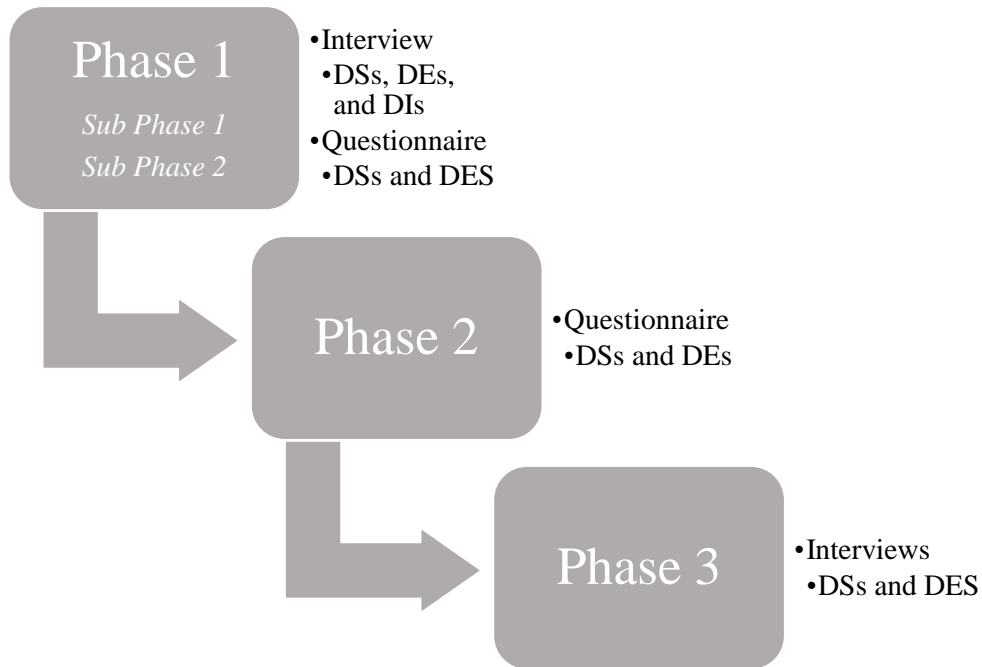 Phase 1
Sub Phase 1
Sub Phase 2
•Interview
•DSs, DEs,
and DIs
•Questionnaire
•DSs and DES
Phase 2
•Questionnaire
•DSs and DEs
Phase 3
•Interviews
•DSs and DES